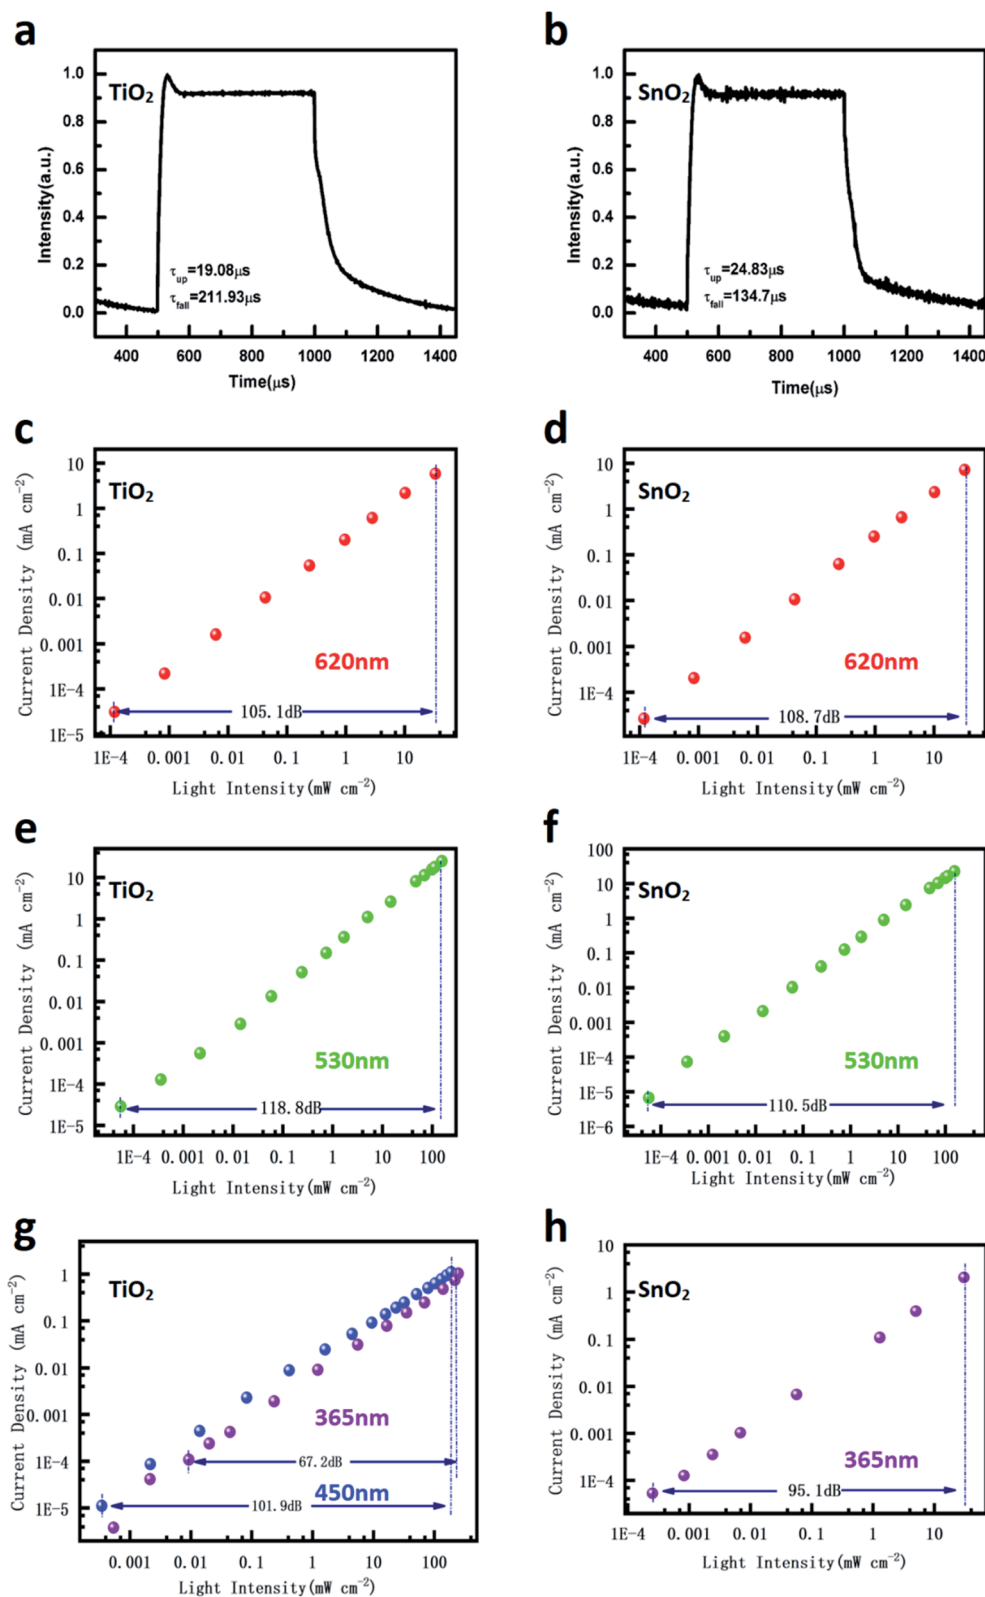 a
TiO₂
Intensity(a.u.)
1.0
0.8
0.6
0.4
0.2
0.0
τup=19.08μs
τfall=211.93μs
400 600 800 1000 1200 1400
Time(μs)
b
SnO₂
Intensity(a.u.)
1.0
0.8
0.6
0.4
0.2
0.0
τup=24.83μs
τfall=134.7μs
400 600 800 1000 1200 1400
Time(μs)
c
TiO₂
Current Density (mA cm⁻²)
10
1
0.1
0.01
0.001
1E-4
1E-5
620nm
105.1dB
1E-4 0.001 0.01 0.1 1 10
Light Intensity(mW cm⁻²)
d
SnO₂
Current Density (mA cm⁻²)
10
1
0.1
0.01
0.001
1E-4
620nm
108.7dB
1E-4 0.001 0.01 0.1 1 10
Light Intensity(mW cm⁻²)
e
TiO₂
Current Density (mA cm⁻²)
10
1
0.1
0.01
0.001
1E-4
1E-5
530nm
118.8dB
1E-4 0.001 0.01 0.1 1 10 100
Light Intensity(mW cm⁻²)
f
SnO₂
Current Density (mA cm⁻²)
100
10
1
0.1
0.01
0.001
1E-4
1E-5
1E-6
530nm
110.5dB
1E-4 0.001 0.01 0.1 1 10 100
Light Intensity(mW cm⁻²)
g
TiO₂
Current Density (mA cm⁻²)
1
0.1
0.01
0.001
1E-4
1E-5
365nm
67.2dB
450nm
101.9dB
0.001 0.01 0.1 1 10 100
Light Intensity(mW cm⁻²)
h
SnO₂
Current Density (mA cm⁻²)
10
1
0.1
0.01
0.001
1E-4
365nm
95.1dB
1E-4 0.001 0.01 0.1 1 10
Light Intensity(mW cm⁻²)